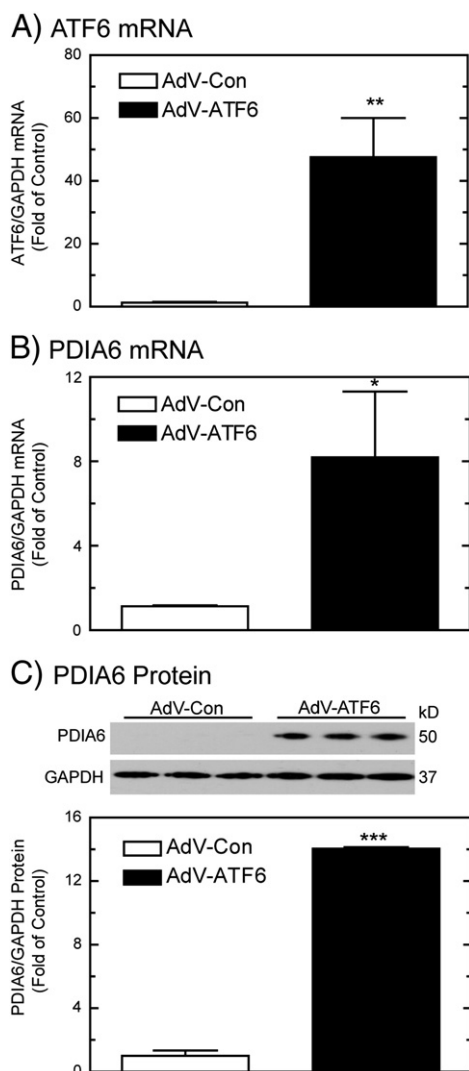 A) ATF6 mRNA
ATF6/GAPDH mRNA
(Fold of Control)
80
60
40
20
0
AdV-Con
AdV-ATF6
**
B) PDIA6 mRNA
PDIA6/GAPDH mRNA
(Fold of Control)
12
8
4
0
AdV-Con
AdV-ATF6
*
C) PDIA6 Protein
AdV-Con AdV-ATF6 kD
PDIA6 50
GAPDH 37
PDIA6/GAPDH Protein
(Fold of Control)
16
12
8
4
0
AdV-Con
AdV-ATF6
***